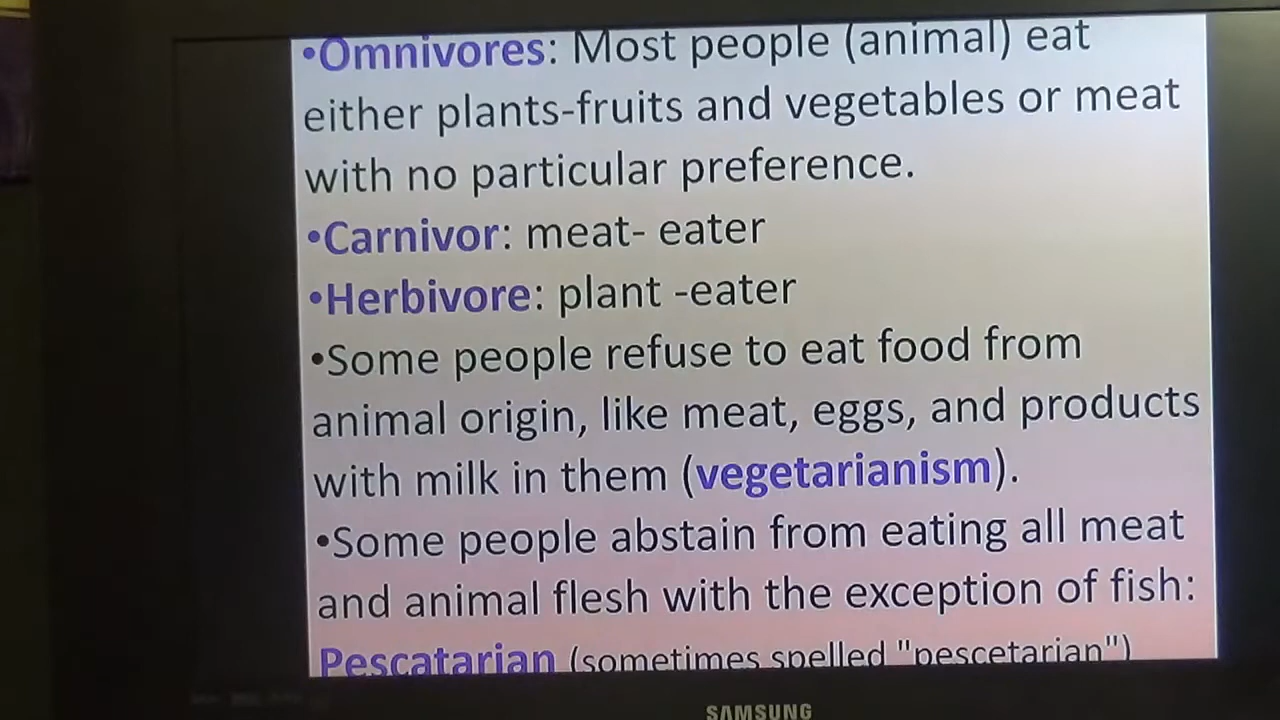 •Omnivores: Most people (animal) eat
either plants-fruits and vegetables or meat
with no particular preference.
•Carnivor: meat- eater
•Herbivore: plant -eater
•Some people refuse to eat food from
animal origin, like meat, eggs, and products
with milk in them (vegetarianism).
•Some people abstain from eating all meat
and animal flesh with the exception of fish:
Pescatarian (sometimes spelled "pescetarian")
SAMSUNG